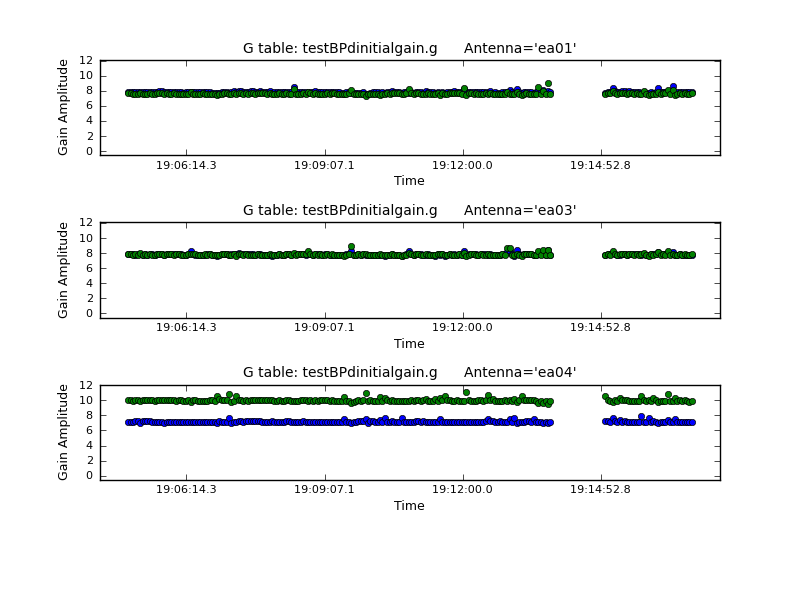 G table: testBPdinitialgain.g Antenna='ea01'
12
10
8
6
4
2
0
Gain Amplitude
19:06:14.3 19:09:07.1 19:12:00.0 19:14:52.8
Time
G table: testBPdinitialgain.g Antenna='ea03'
12
10
8
6
4
2
0
Gain Amplitude
19:06:14.3 19:09:07.1 19:12:00.0 19:14:52.8
Time
G table: testBPdinitialgain.g Antenna='ea04'
12
10
8
6
4
2
0
Gain Amplitude
19:06:14.3 19:09:07.1 19:12:00.0 19:14:52.8
Time